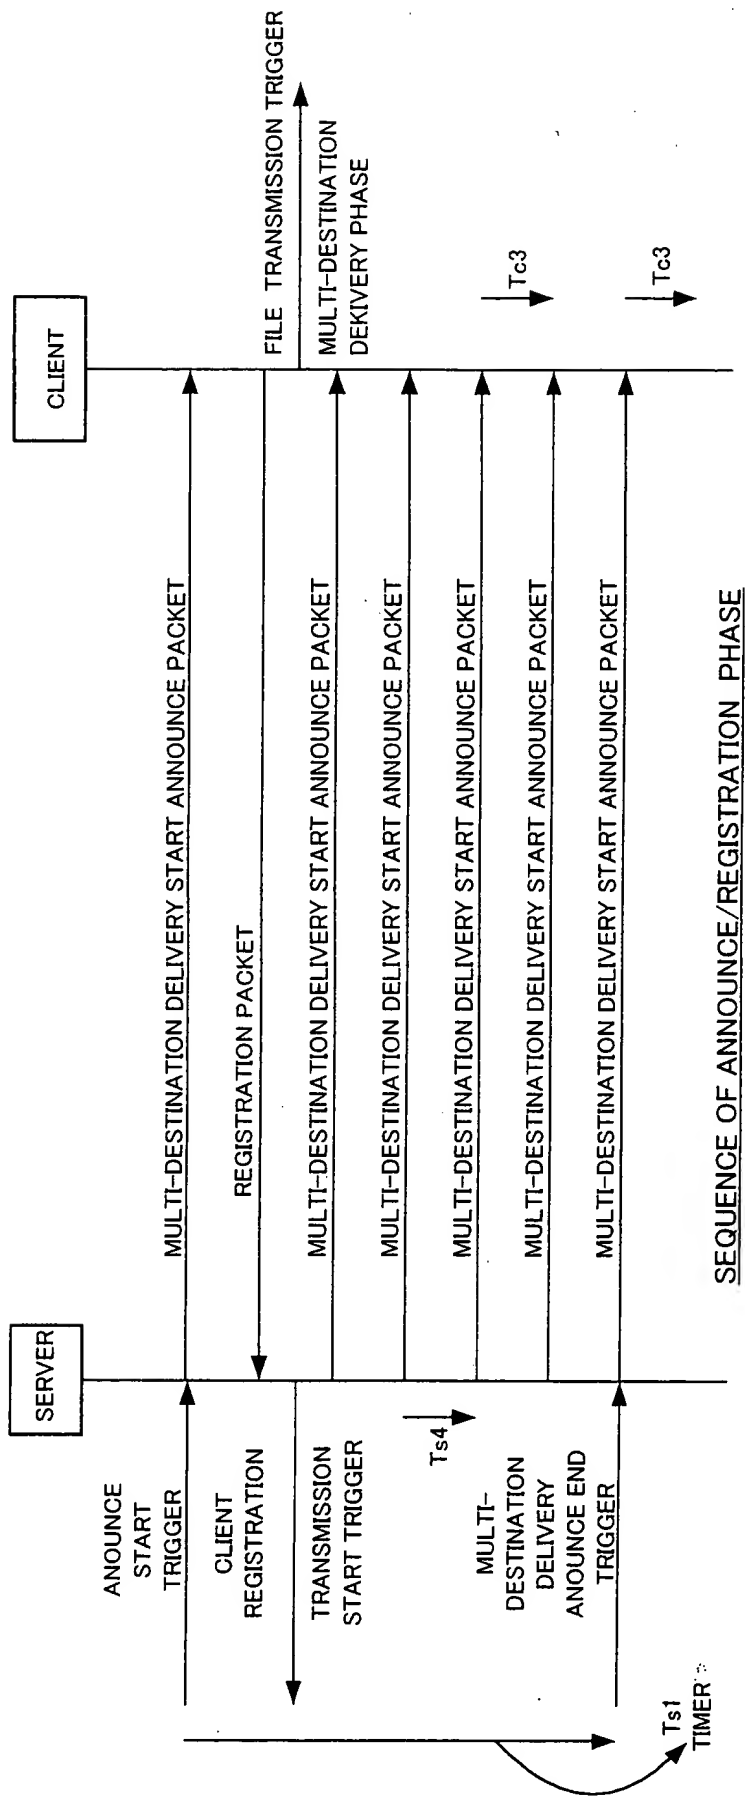 SERVER
CLIENT
ANOUNCE
START
TRIGGER
MULTI-DESTINATION DELIVERY START ANNOUNCE PACKET
CLIENT
REGISTRATION
REGISTRATION PACKET
FILE TRANSMISSION TRIGGER
TRANSMISSION
START TRIGGER
MULTI-DESTINATION DELIVERY START ANNOUNCE PACKET
MULTI-DESTINATION
DEKIVERY PHASE
MULTI-DESTINATION DELIVERY START ANNOUNCE PACKET
Ts4
MULTI-DESTINATION DELIVERY START ANNOUNCE PACKET
Tc3
MULTI-
DESTINATION
DELIVERY
ANOUNCE END
TRIGGER
MULTI-DESTINATION DELIVERY START ANNOUNCE PACKET
MULTI-DESTINATION DELIVERY START ANNOUNCE PACKET
Tc3
Ts1
TIMER
SEQUENCE OF ANNOUNCE/REGISTRATION PHASE